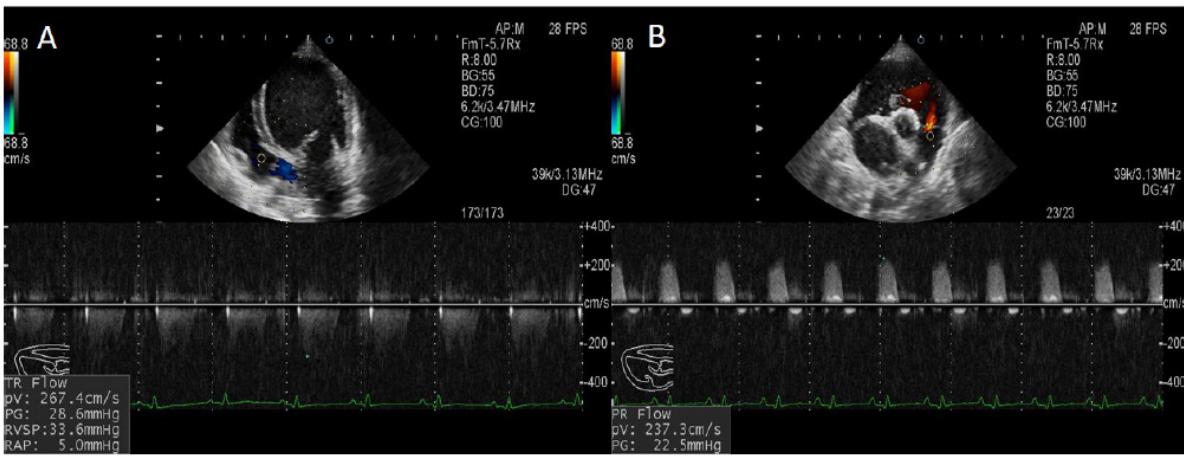 A
AP:M 28 FPS
FmT-5.7Rx
R:8.00
BG:55
BD:75
6.2k/3.47MHz
CG:100
68.8
68.8
cm/s
39k/3.13MHz
DG:47
173/173
+400
+200
cm/s
-200
-400
TR Flow
pV: 267.4cm/s
PG: 28.6mmHg
RVSP:33.6mmHg
RAP: 5.0mmHg
B
AP:M 28 FPS
FmT-5.7Rx
R:8.00
BG:55
BD:75
6.2k/3.47MHz
CG:100
68.8
68.8
cm/s
39k/3.13MHz
DG:47
23/23
+400
+200
cm/s
-200
-400
PR Flow
pV: 237.3cm/s
PG: 22.5mmHg